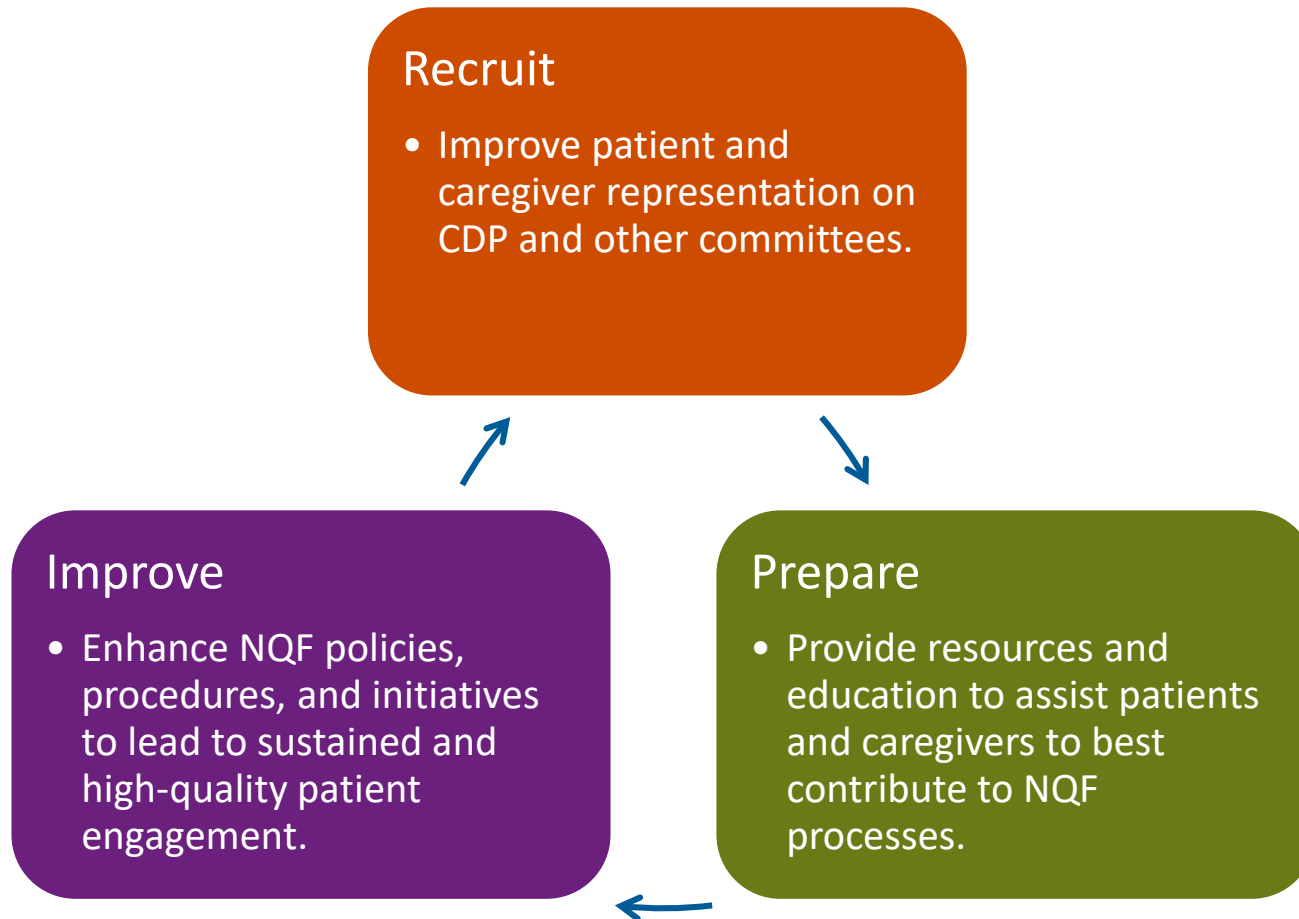 Recruit
• Improve patient and
caregiver representation on
CDP and other committees.
Improve
• Enhance NQF policies,
procedures, and initiatives
to lead to sustained and
high-quality patient
engagement.
Prepare
• Provide resources and
education to assist patients
and caregivers to best
contribute to NQF
processes.